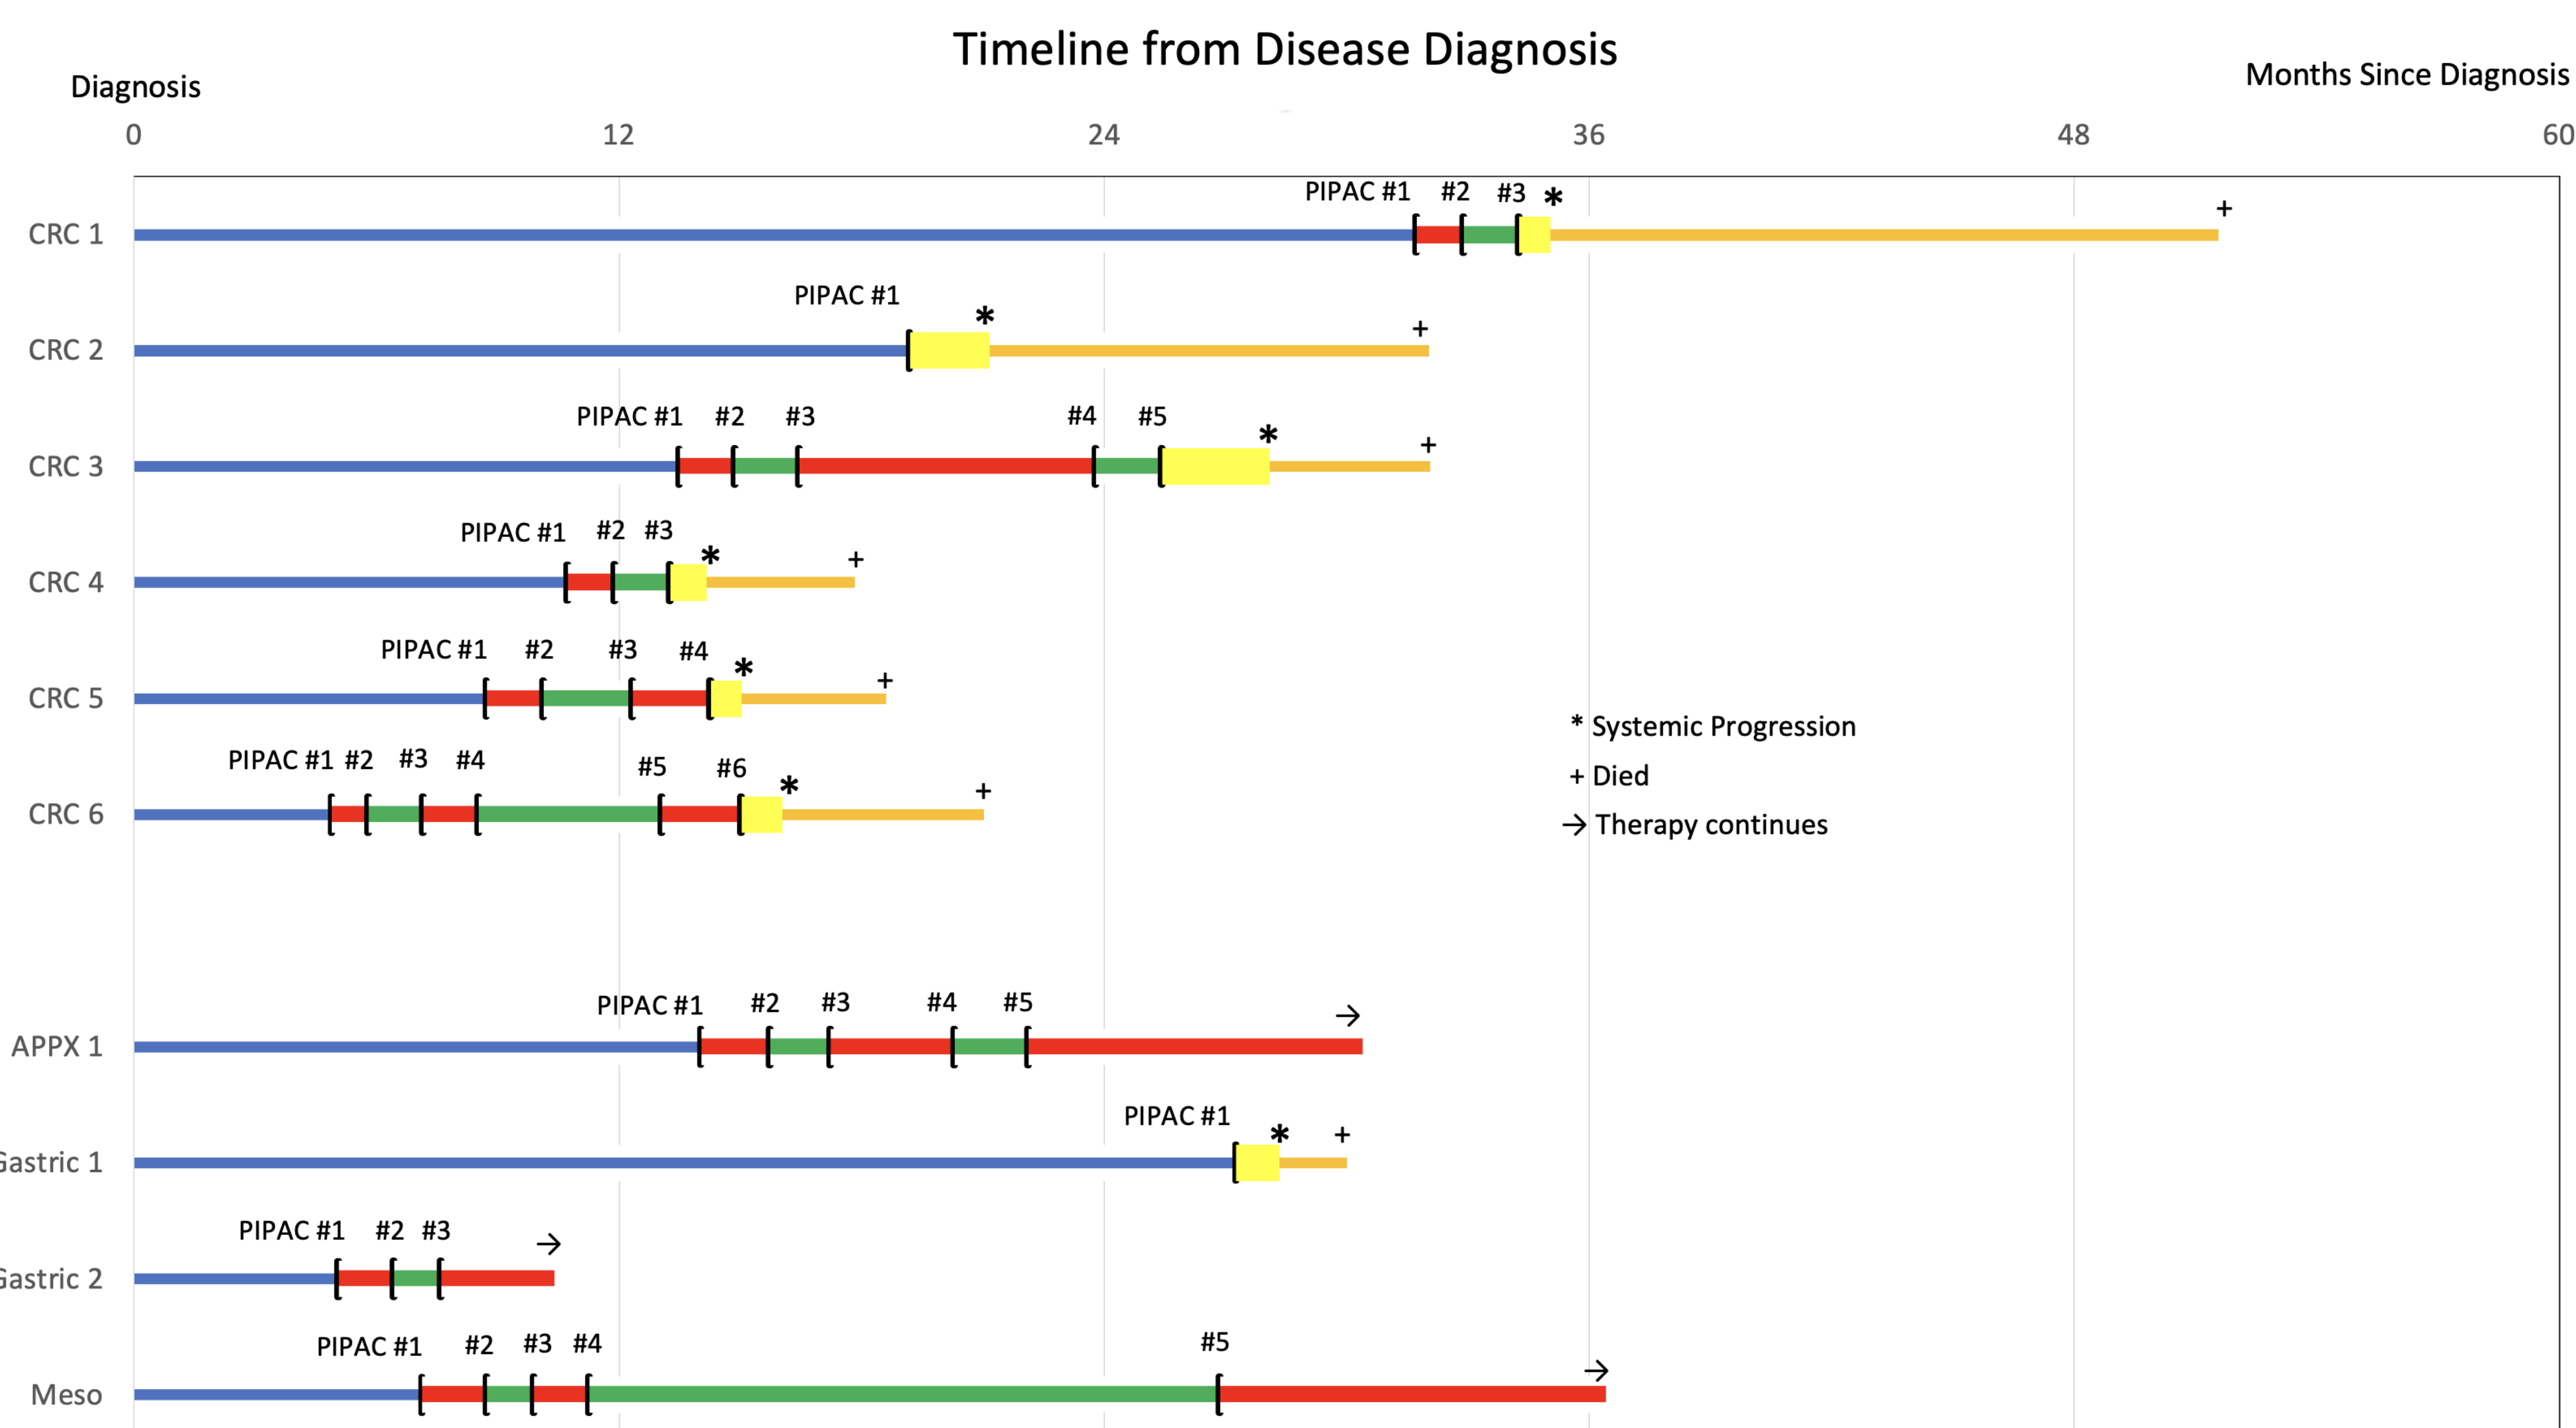 Timeline from Disease Diagnosis
Diagnosis
Months Since Diagnosis
0 12 24 36 48 60
PIPAC #1 #2 #3 *
+
CRC 1
PIPAC #1
*
+
CRC 2
PIPAC #1 #2 #3 #4 #5
*
+
CRC 3
PIPAC #1 #2 #3
*
+
CRC 4
PIPAC #1 #2 #3 #4
*
+
CRC 5
* Systemic Progression
+ Died
→ Therapy continues
PIPAC #1 #2 #3 #4 #5 #6
*
+
CRC 6
PIPAC #1 #2 #3 #4 #5
→
APPX 1
PIPAC #1
*
+
Gastric 1
PIPAC #1 #2 #3
→
Gastric 2
PIPAC #1 #2 #3 #4 #5
→
Meso